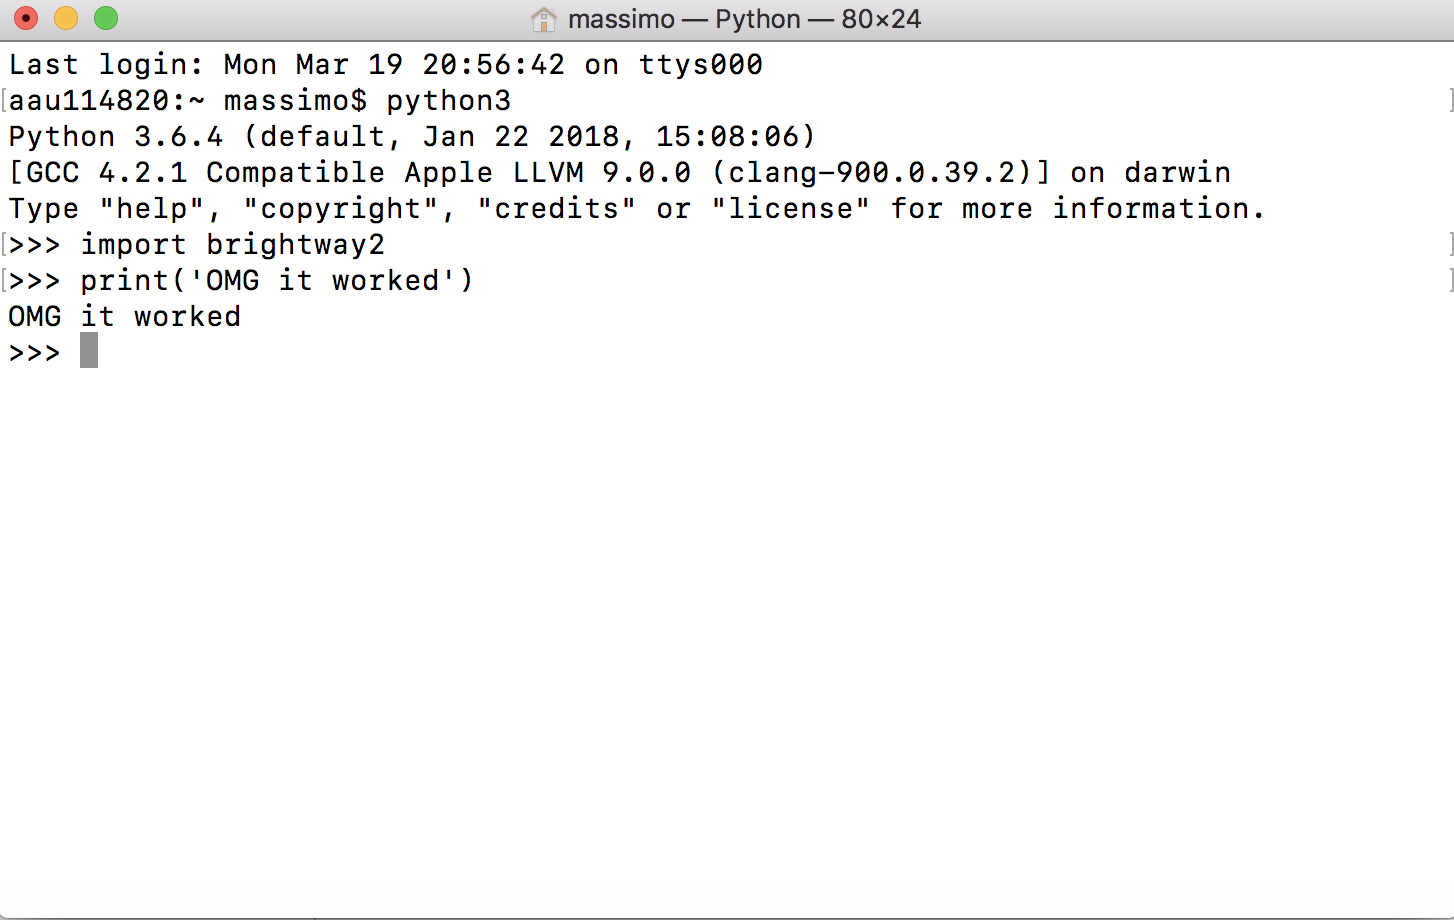 massimo — Python — 80×24
Last login: Mon Mar 19 20:56:42 on ttys000
[aau114820:~ massimo$ python3 ]
Python 3.6.4 (default, Jan 22 2018, 15:08:06)
[GCC 4.2.1 Compatible Apple LLVM 9.0.0 (clang-900.0.39.2)] on darwin
Type "help", "copyright", "credits" or "license" for more information.
[>>> import brightway2 ]
[>>> print('OMG it worked') ]
OMG it worked
>>>